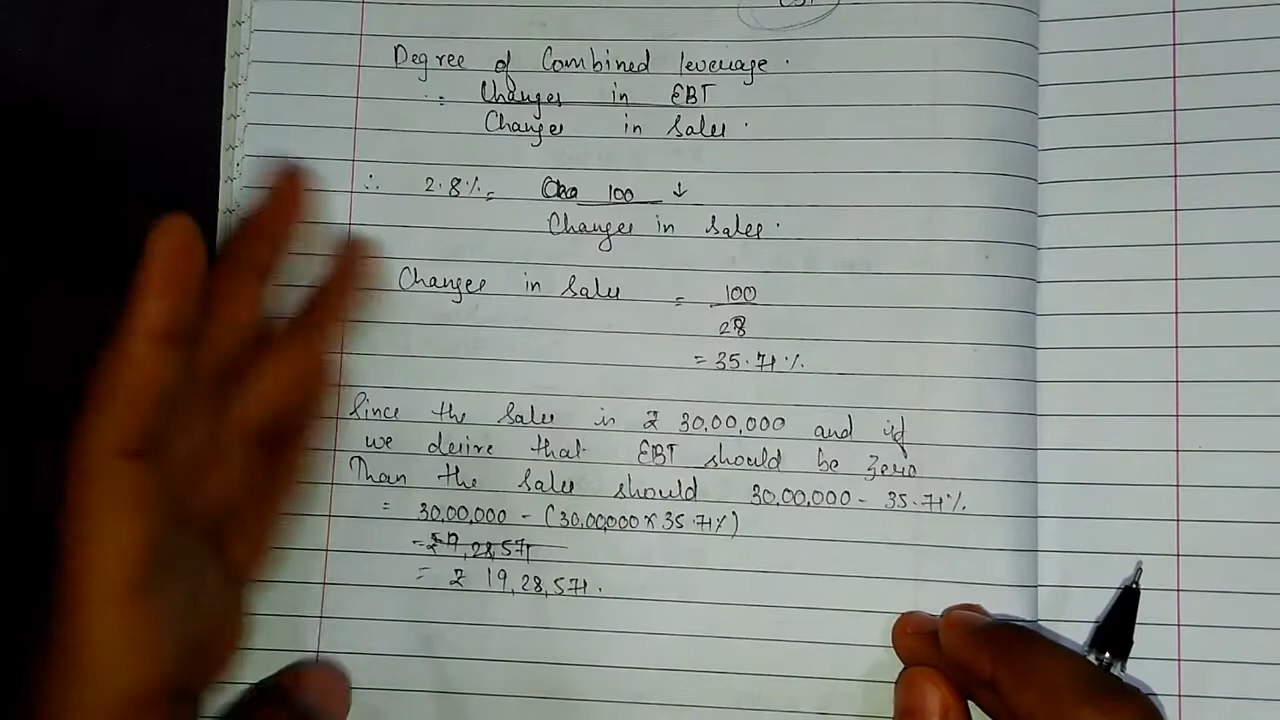 Degree of Combined leverage.
= Changes in EBT
Changes in Sales.
∴ 2.8% = 100 ↓
Changes in Sales.
Changes in Sales = 100
28
= 35.71%
Since the Sales is ₹ 30,00,000 and if
we desire that EBT should be zero
Than the Sales should 30,00,000 - 35.71%
= 30,00,000 - (30,00,000 x 35.71%)
= ₹ 19,28,571.